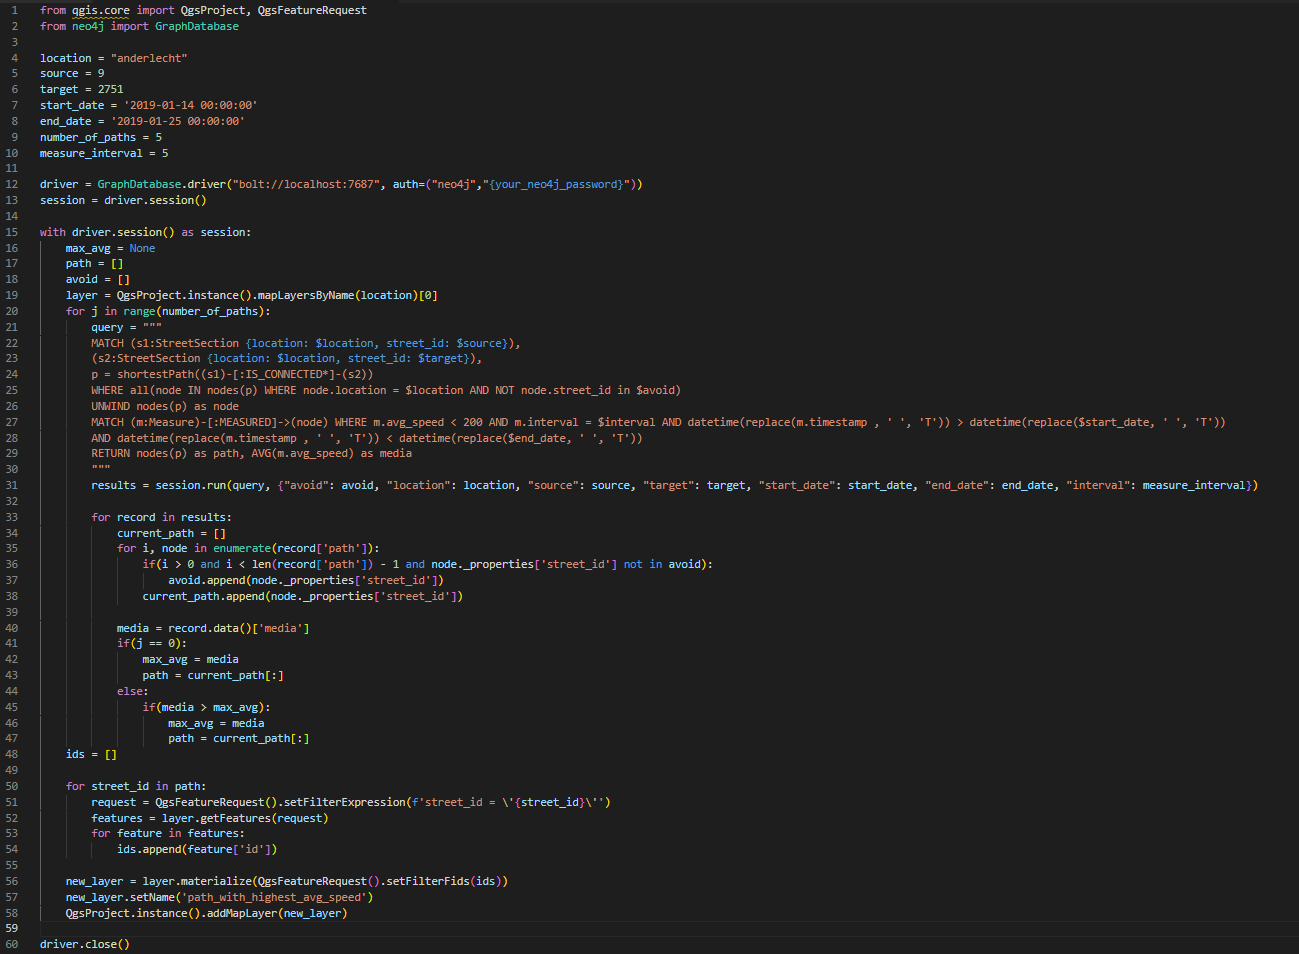 1 from qgis.core import QgsProject, QgsFeatureRequest
2 from neo4j import GraphDatabase
3
4 location = "anderlecht"
5 source = 9
6 target = 2751
7 start_date = '2019-01-14 00:00:00'
8 end_date = '2019-01-25 00:00:00'
9 number_of_paths = 5
10 measure_interval = 5
11
12 driver = GraphDatabase.driver("bolt://localhost:7687", auth=("neo4j","{your_neo4j_password}"))
13 session = driver.session()
14
15 with driver.session() as session:
16     max_avg = None
17     path = []
18     avoid = []
19     layer = QgsProject.instance().mapLayersByName(location)[0]
20     for j in range(number_of_paths):
21         query = """
22         MATCH (s1:StreetSection {location: $location, street_id: $source}),
23         (s2:StreetSection {location: $location, street_id: $target}),
24         p = shortestPath((s1)-[:IS_CONNECTED*]-(s2))
25         WHERE all(node IN nodes(p) WHERE node.location = $location AND NOT node.street_id in $avoid)
26         UNWIND nodes(p) as node
27         MATCH (m:Measure)-[:MEASURED]->(node) WHERE m.avg_speed < 200 AND m.interval = $interval AND datetime(replace(m.timestamp , ' ', 'T')) > datetime(replace($start_date, ' ', 'T'))
28         AND datetime(replace(m.timestamp , ' ', 'T')) < datetime(replace($end_date, ' ', 'T'))
29         RETURN nodes(p) as path, AVG(m.avg_speed) as media
30         """
31         results = session.run(query, {"avoid": avoid, "location": location, "source": source, "target": target, "start_date": start_date, "end_date": end_date, "interval": measure_interval})
32
33         for record in results:
34             current_path = []
35             for i, node in enumerate(record['path']):
36                 if(i > 0 and i < len(record['path']) - 1 and node._properties['street_id'] not in avoid):
37                     avoid.append(node._properties['street_id'])
38                 current_path.append(node._properties['street_id'])
39
40             media = record.data()['media']
41             if(j == 0):
42                 max_avg = media
43                 path = current_path[:]
44             else:
45                 if(media > max_avg):
46                     max_avg = media
47                     path = current_path[:]
48     ids = []
49
50     for street_id in path:
51         request = QgsFeatureRequest().setFilterExpression(f'street_id = \'{street_id}\'')
52         features = layer.getFeatures(request)
53         for feature in features:
54             ids.append(feature['id'])
55
56     new_layer = layer.materialize(QgsFeatureRequest().setFilterFids(ids))
57     new_layer.setName('path_with_highest_avg_speed')
58     QgsProject.instance().addMapLayer(new_layer)
59
60 driver.close()